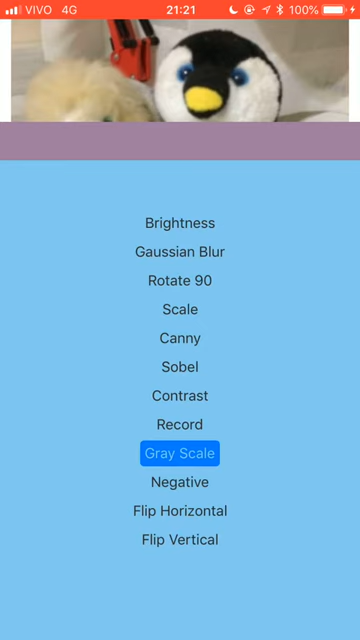 VIVO 4G 21:21 100%
Brightness
Gaussian Blur
Rotate 90
Scale
Canny
Sobel
Contrast
Record
Gray Scale
Negative
Flip Horizontal
Flip Vertical